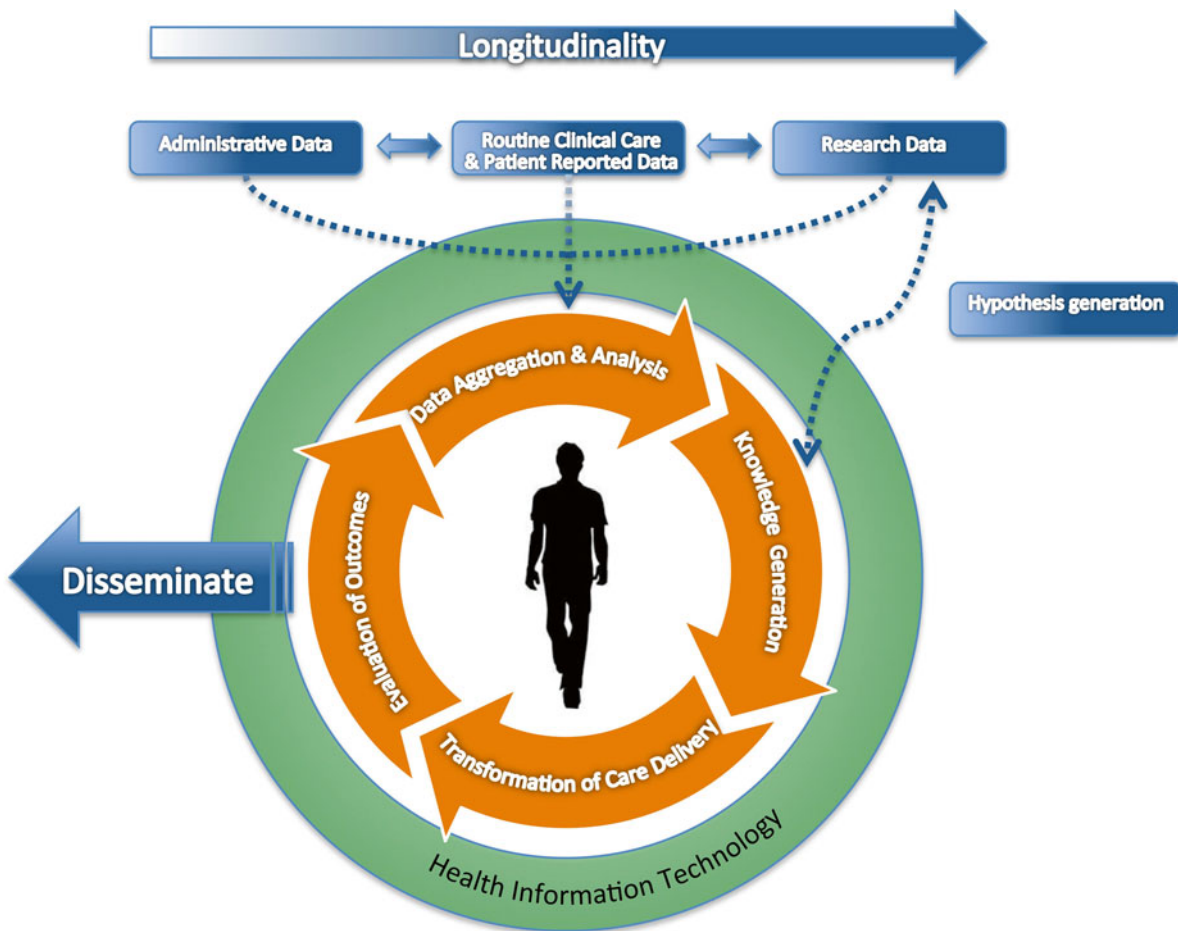 Longitudinality
Administrative Data
Routine Clinical Care
& Patient Reported Data
Research Data
Hypothesis generation
Data Aggregation & Analysis
Knowledge Generation
Transformation of Care Delivery
Evaluation of Outcomes
Disseminate
Health Information Technology